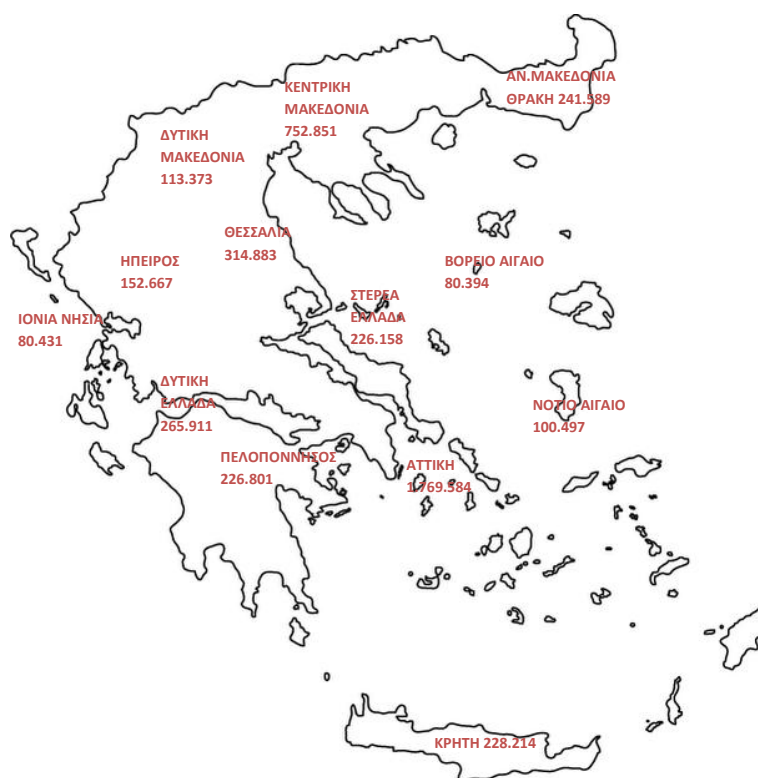 ΑΝ.ΜΑΚΕΔΟΝΙΑ
ΘΡΑΚΗ 241.589
ΚΕΝΤΡΙΚΗ
ΜΑΚΕΔΟΝΙΑ
752.851
ΔΥΤΙΚΗ
ΜΑΚΕΔΟΝΙΑ
113.373
ΘΕΣΣΑΛΙΑ
314.883
ΗΠΕΙΡΟΣ
152.667
ΒΟΡΕΙΟ ΑΙΓΑΙΟ
80.394
ΣΤΕΡΕΑ
ΕΛΛΑΔΑ
226.158
ΙΟΝΙΑ ΝΗΣΙΑ
80.431
ΔΥΤΙΚΗ
ΕΛΛΑΔΑ
265.911
ΝΟΤΙΟ ΑΙΓΑΙΟ
100.497
ΠΕΛΟΠΟΝΝΗΣΟΣ
226.801
ΑΤΤΙΚΗ
1.769.584
ΚΡΗΤΗ 228.214